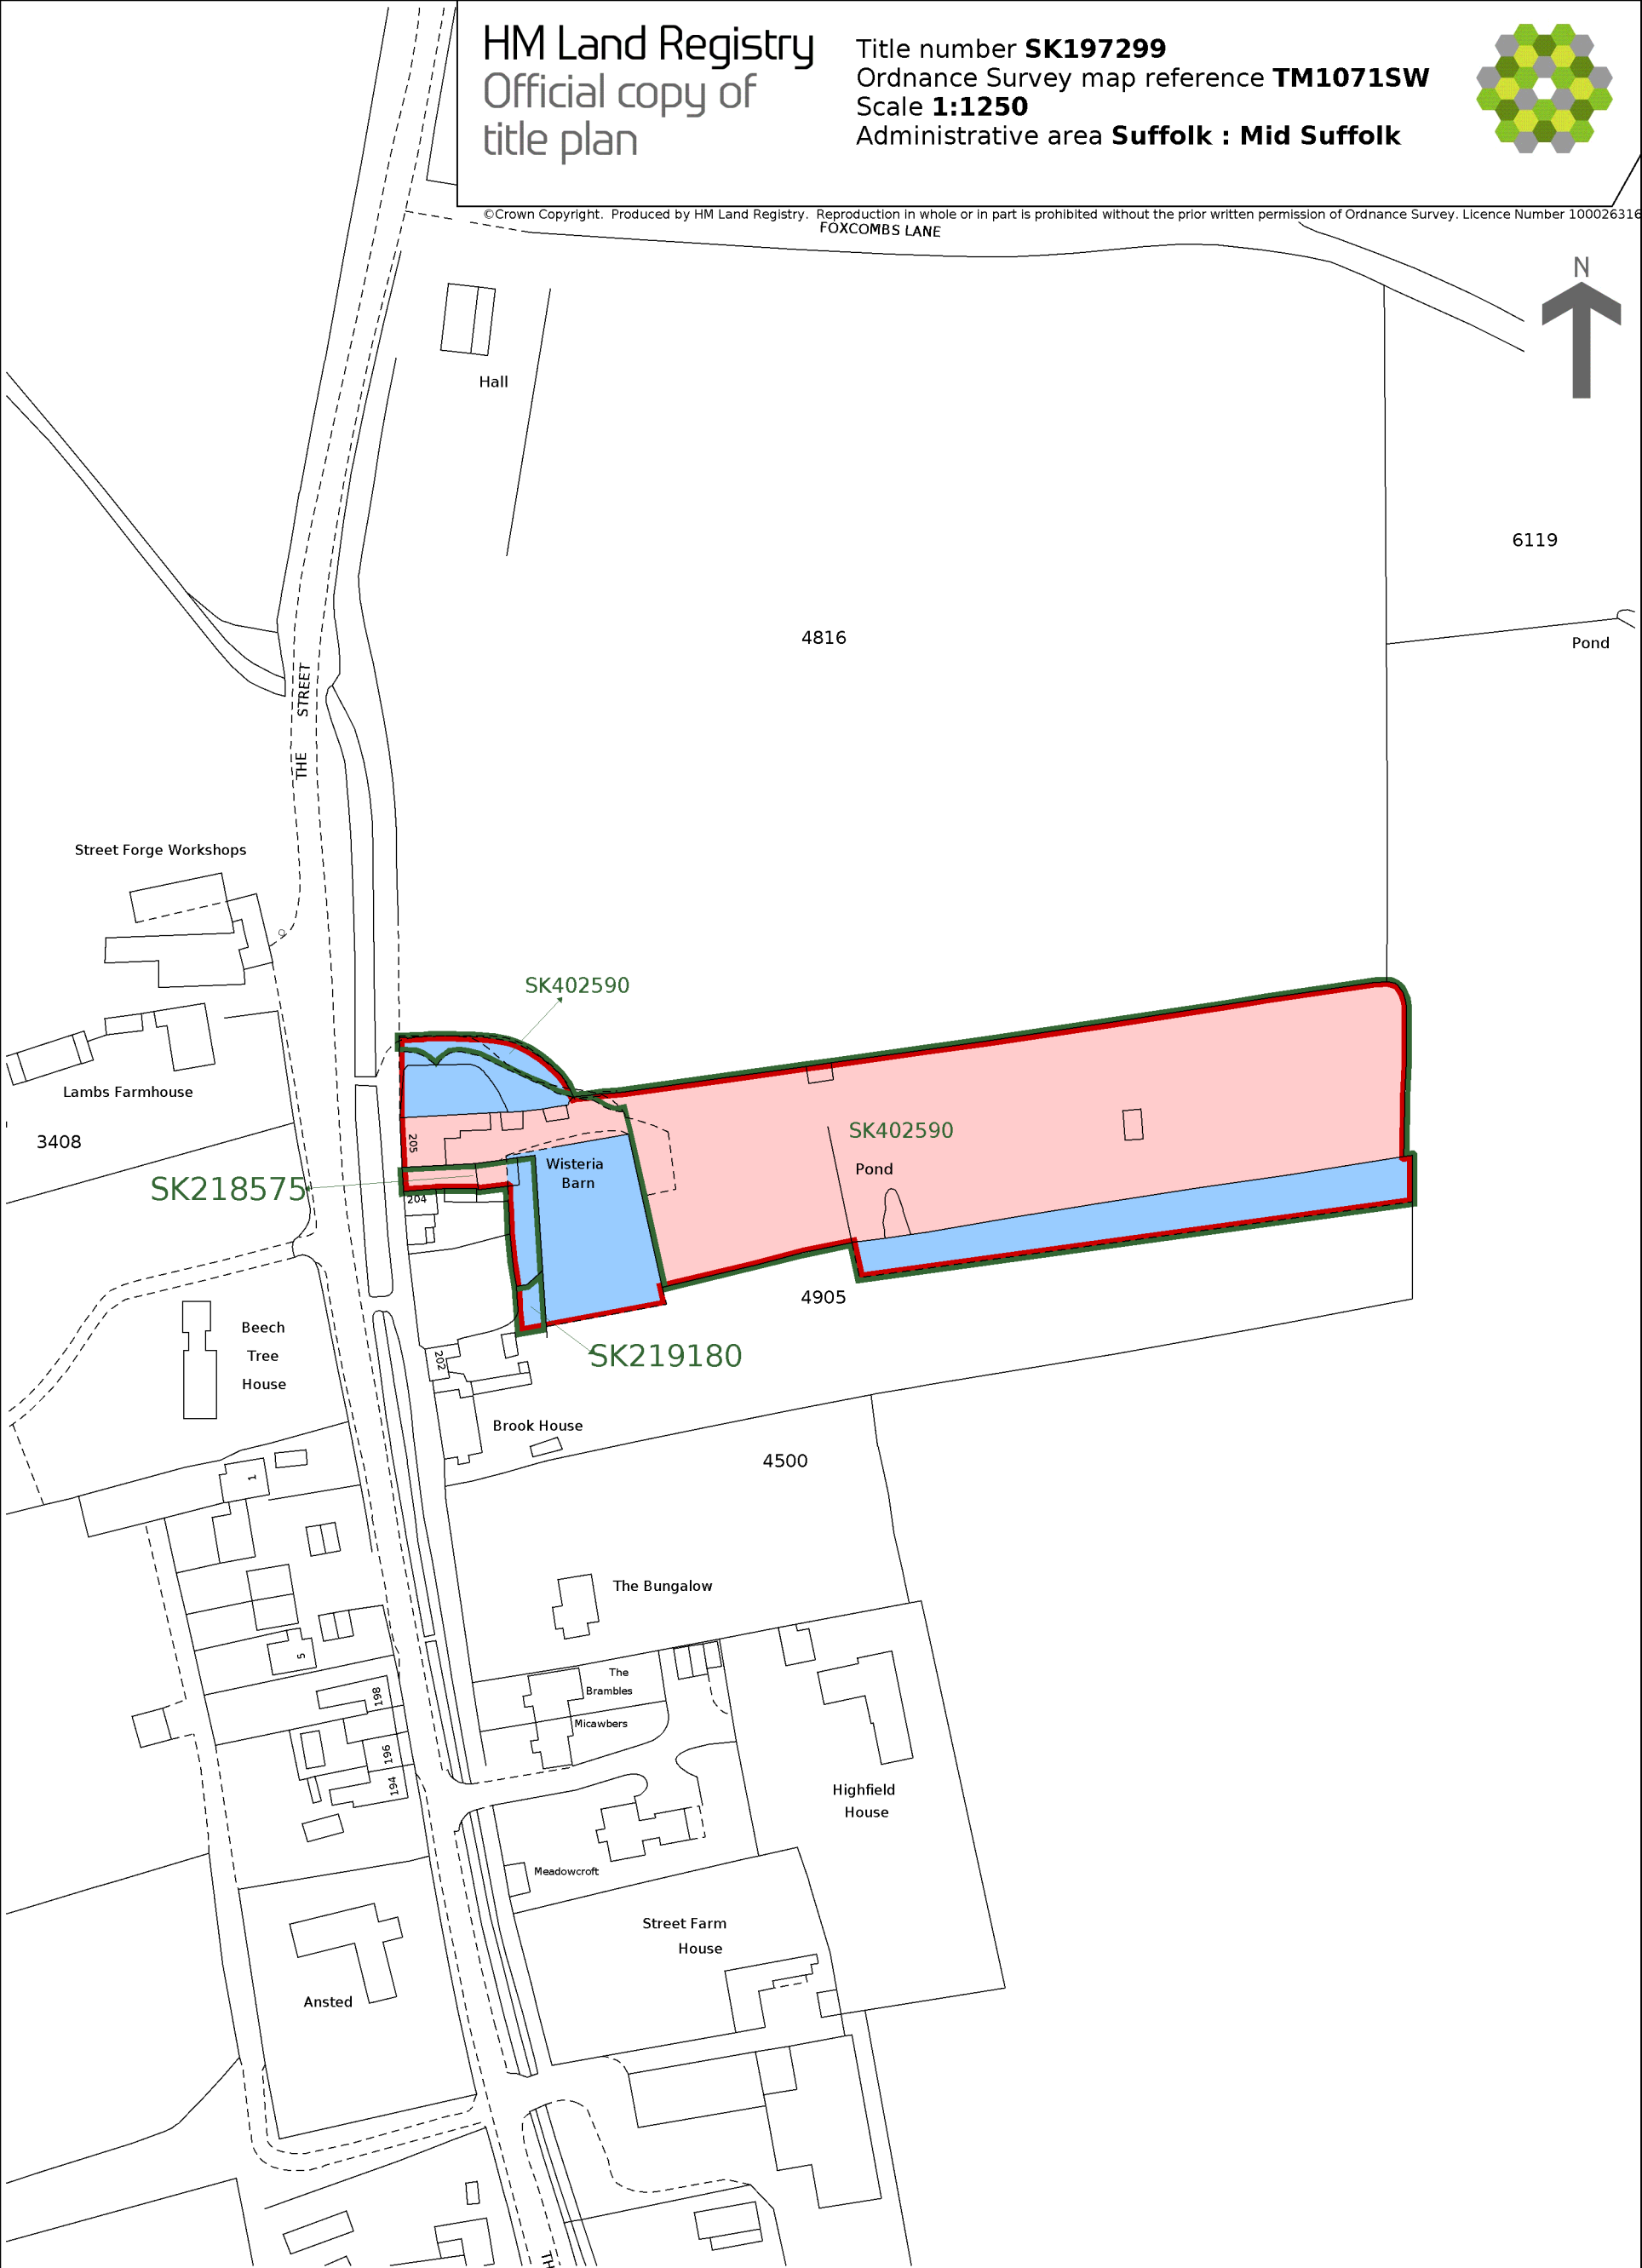 HM Land Registry
Official copy of
title plan
Title number SK197299
Ordnance Survey map reference TM1071SW
Scale 1:1250
Administrative area Suffolk : Mid Suffolk
©Crown Copyright. Produced by HM Land Registry. Reproduction in whole or in part is prohibited without the prior written permission of Ordnance Survey. Licence Number 100026316
FOXCOMBS LANE
N
Hall
6119
4816
Pond
THE STREET
Street Forge Workshops
SK402590
Lambs Farmhouse
3408
205
SK402590
Wisteria
Barn
Pond
SK218575
204
4905
Beech
Tree
House
202
SK219180
Brook House
4500
1
The Bungalow
5
The
Brambles
198
Micawbers
196
194
Highfield
House
Meadowcroft
Street Farm
House
Ansted
TH